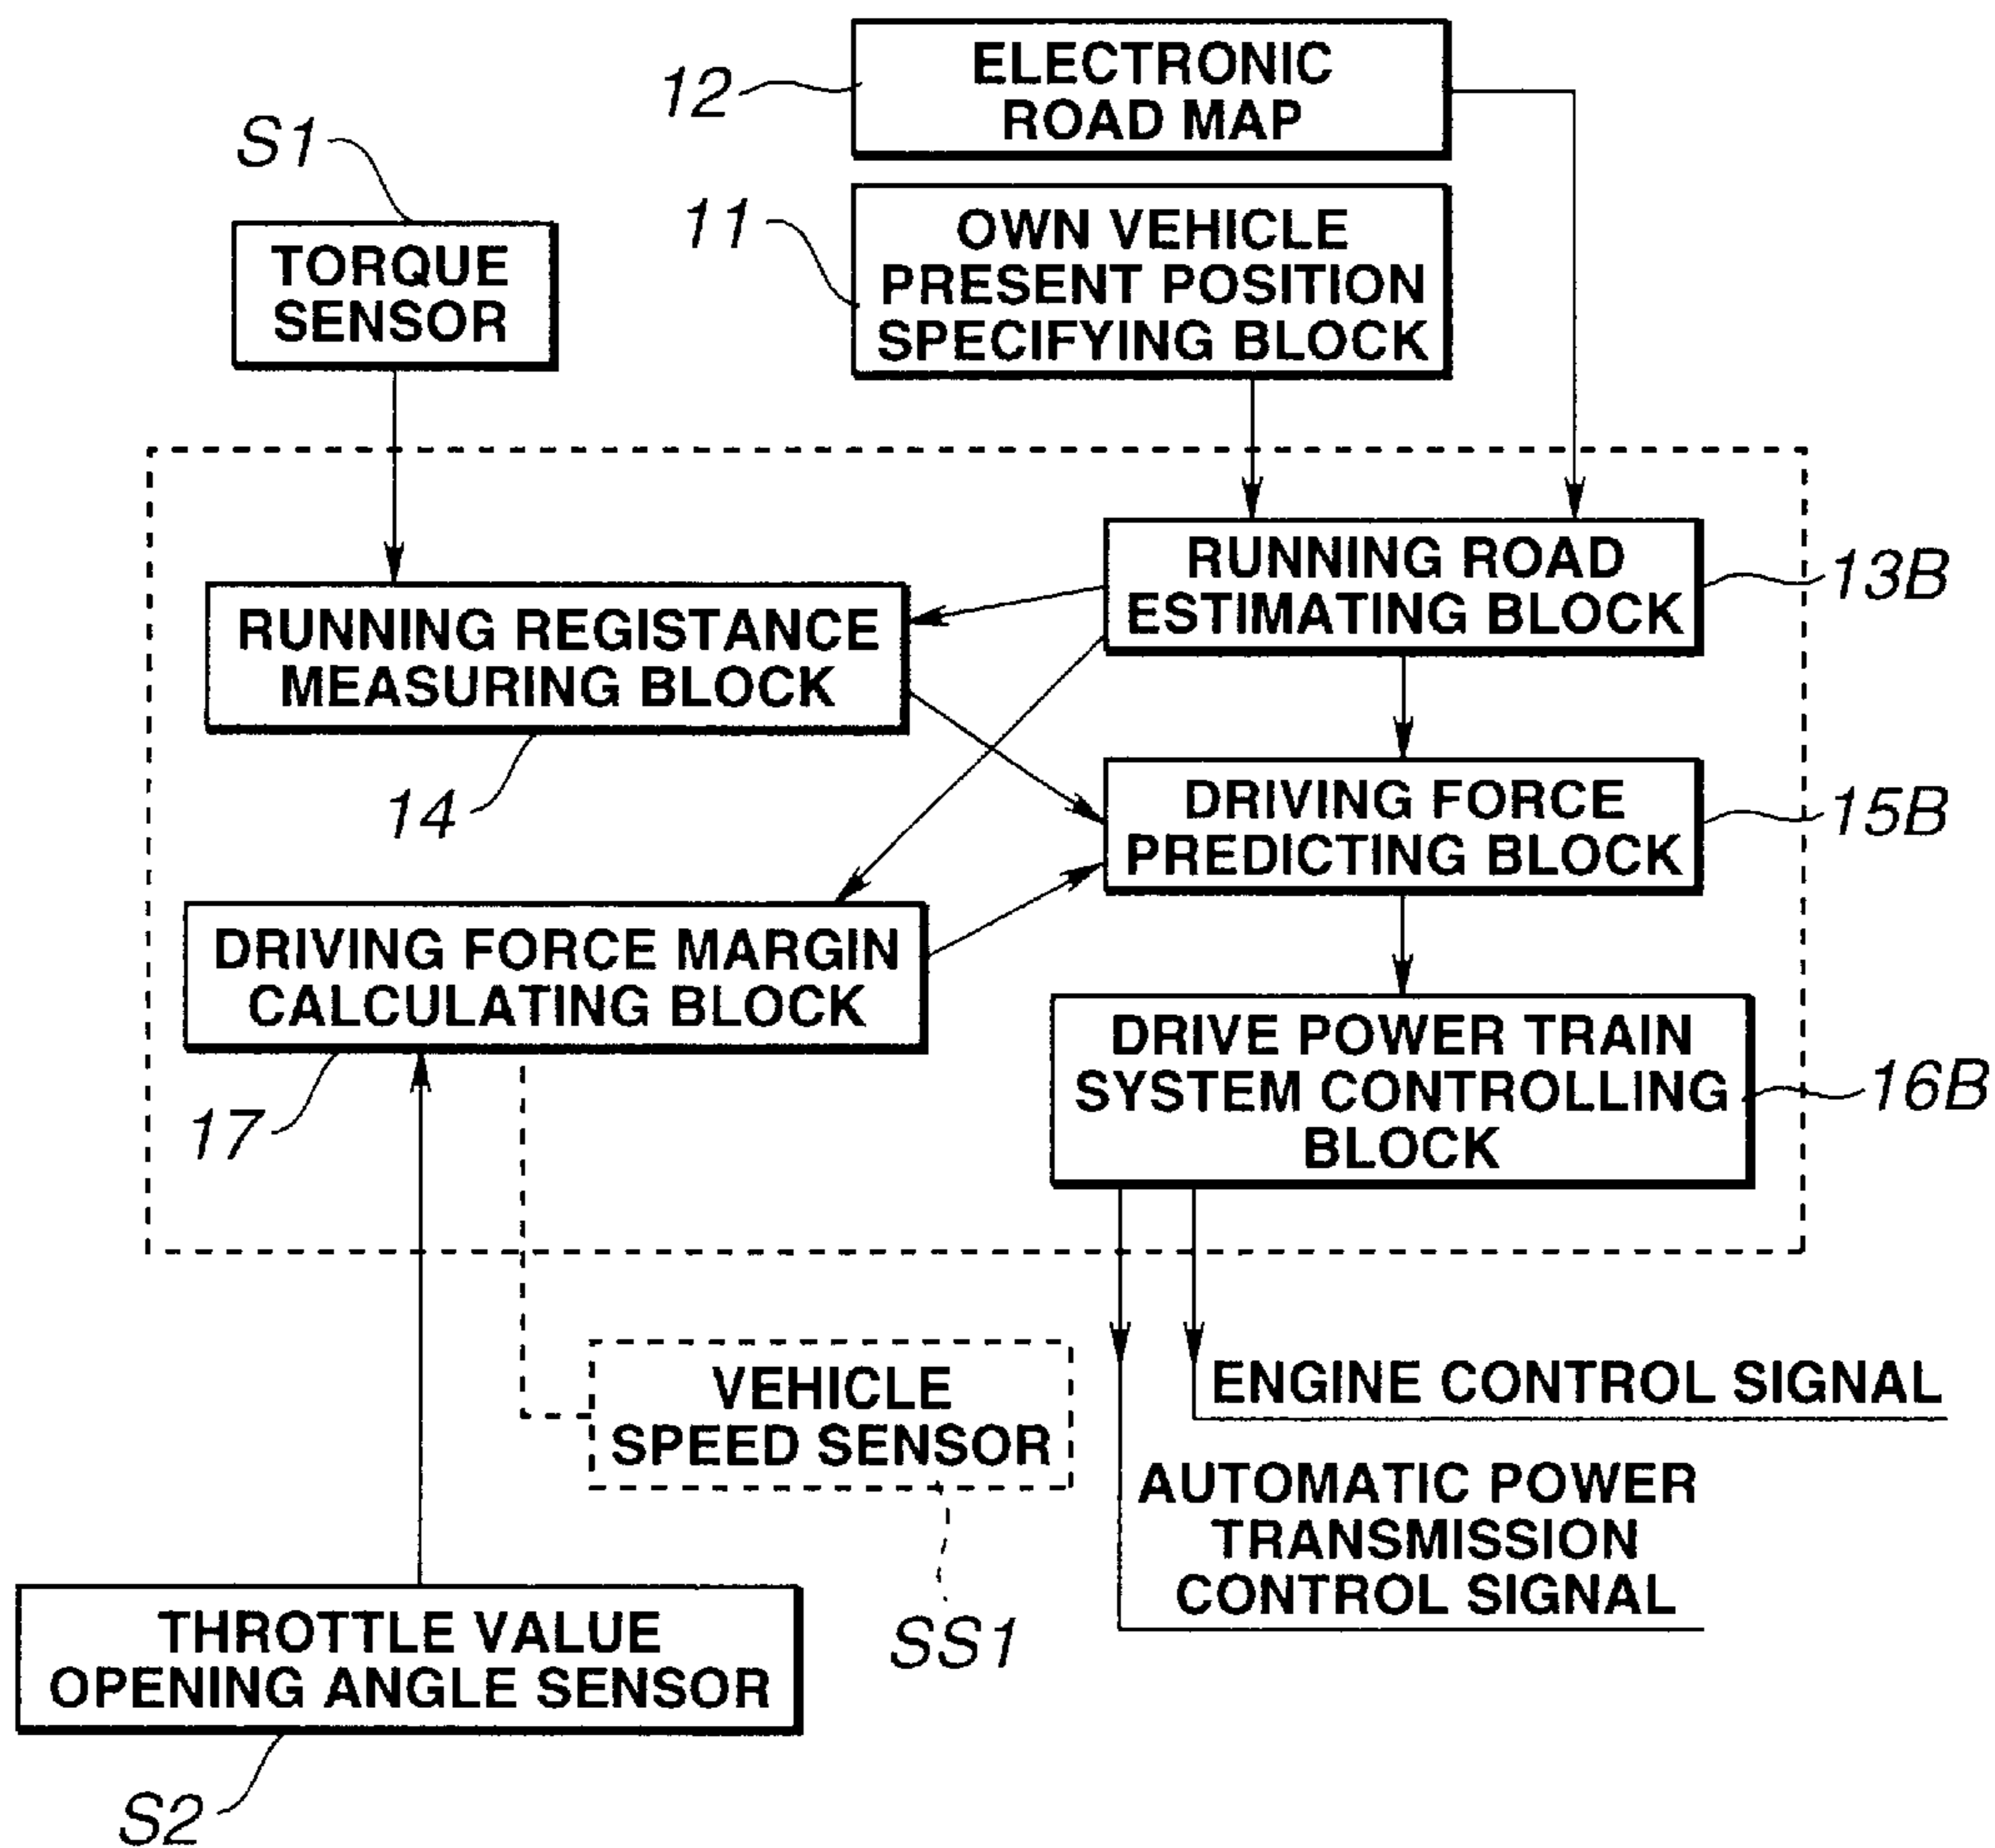 12
ELECTRONIC
ROAD MAP
S1
TORQUE
SENSOR
11
OWN VEHICLE
PRESENT POSITION
SPECIFYING BLOCK
RUNNING ROAD
ESTIMATING BLOCK
13B
RUNNING REGISTANCE
MEASURING BLOCK
14
DRIVING FORCE
PREDICTING BLOCK
15B
DRIVING FORCE MARGIN
CALCULATING BLOCK
17
DRIVE POWER TRAIN
SYSTEM CONTROLLING
BLOCK
16B
VEHICLE
SPEED SENSOR
SS1
ENGINE CONTROL SIGNAL
AUTOMATIC POWER
TRANSMISSION
CONTROL SIGNAL
THROTTLE VALUE
OPENING ANGLE SENSOR
S2